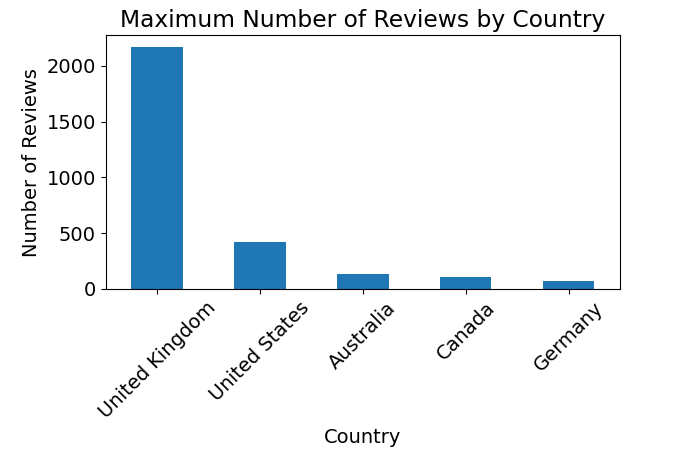 Maximum Number of Reviews by Country
Number of Reviews
2000
1500
1000
500
0
United Kingdom
United States
Australia
Canada
Germany
Country